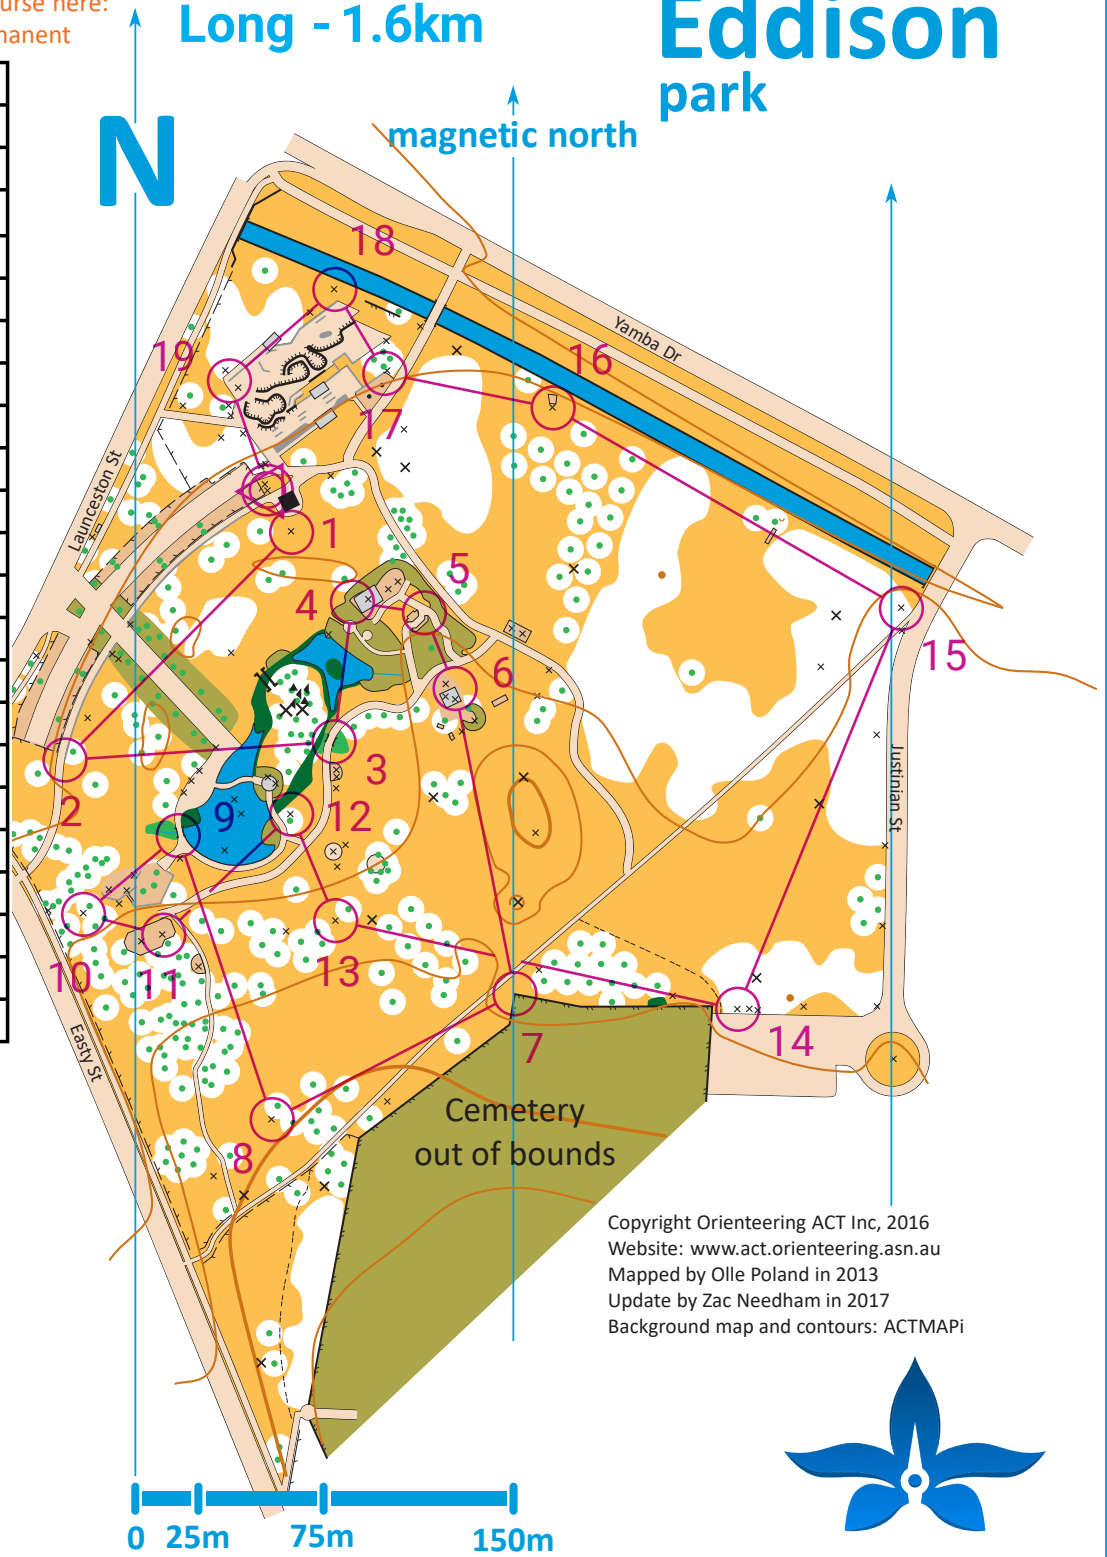 urse here:
manent
Long - 1.6km
Eddison
park
N
magnetic north
18
Yamba Dr
16
19
17
Launceston St
1
5
4
15
6
3
2
9
12
Justinian St
10
11
13
7
14
Easty St
8
Cemetery
out of bounds
Copyright Orienteering ACT Inc, 2016
Website: www.act.orienteering.asn.au
Mapped by Olle Poland in 2013
Update by Zac Needham in 2017
Background map and contours: ACTMAPi
0 25m 75m 150m